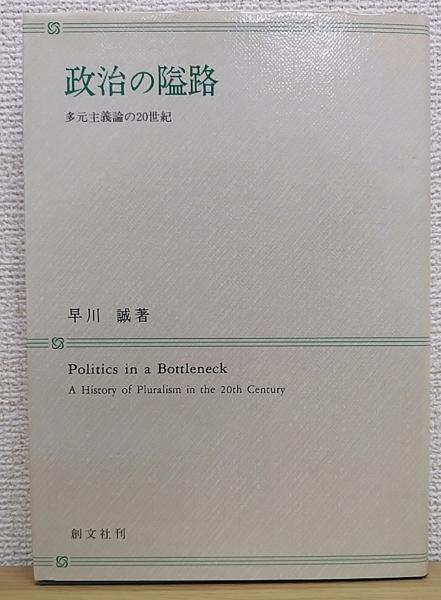 政治の隘路
多元主義論の20世紀
早川 誠著
Politics in a Bottleneck
A History of Pluralism in the 20th Century
創文社刊